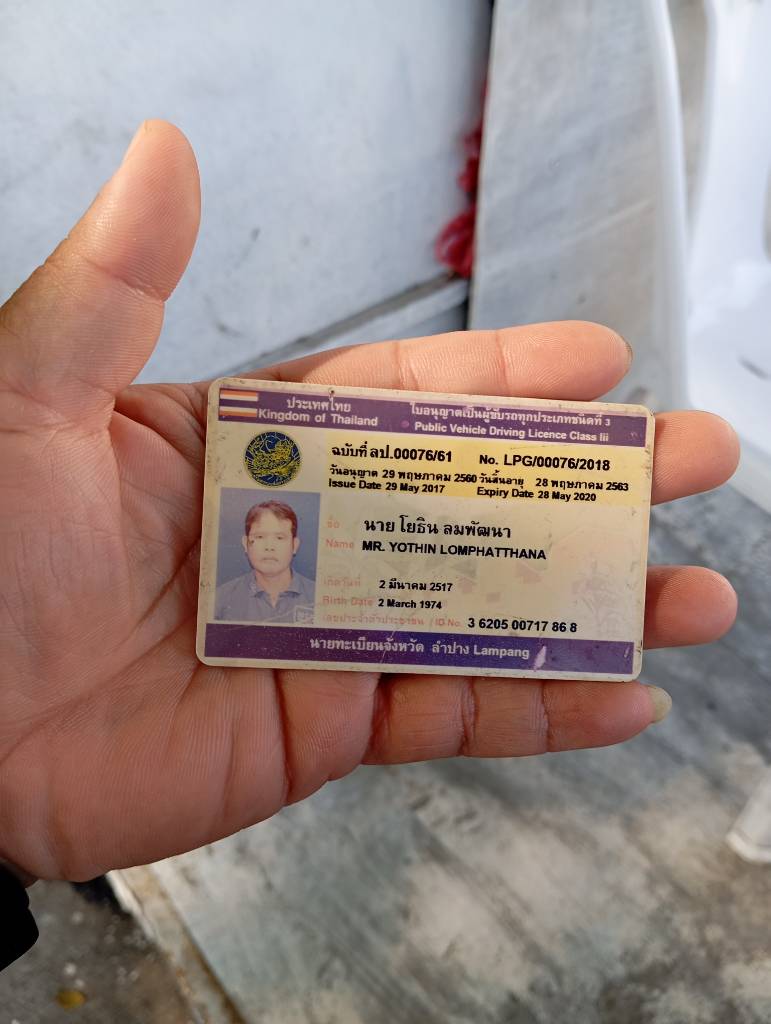 ประเทศไทย
Kingdom of Thailand
ใบอนุญาตเป็นผู้ขับรถทุกประเภทชนิดที่ 3
Public Vehicle Driving Licence Class Iii
ฉบับที่ ลป.00076/61 No. LPG/00076/2018
วันอนุญาต 29 พฤษภาคม 2560 วันสิ้นอายุ 28 พฤษภาคม 2563
Issue Date 29 May 2017 Expiry Date 28 May 2020
ชื่อ นาย โยธิน ลมพัฒนา
Name MR. YOTHIN LOMPHATTHANA
เกิดวันที่ 2 มีนาคม 2517
Birth Date 2 March 1974
เลขประจำตัวประชาชน / ID No. 3 6205 00717 86 8
นายทะเบียนจังหวัด ลำปาง Lampang